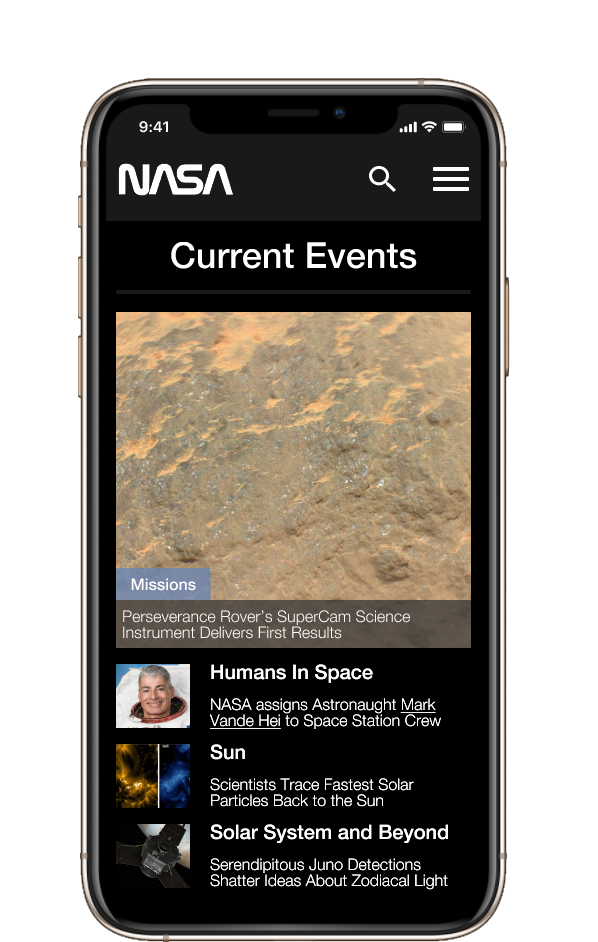 9:41
NASA
Current Events
Missions
Perseverance Rover's SuperCam Science
Instrument Delivers First Results
Humans In Space
NASA assigns Astronaught Mark
Vande Hei to Space Station Crew
Sun
Scientists Trace Fastest Solar
Particles Back to the Sun
Solar System and Beyond
Serendipitous Juno Detections
Shatter Ideas About Zodiacal Light